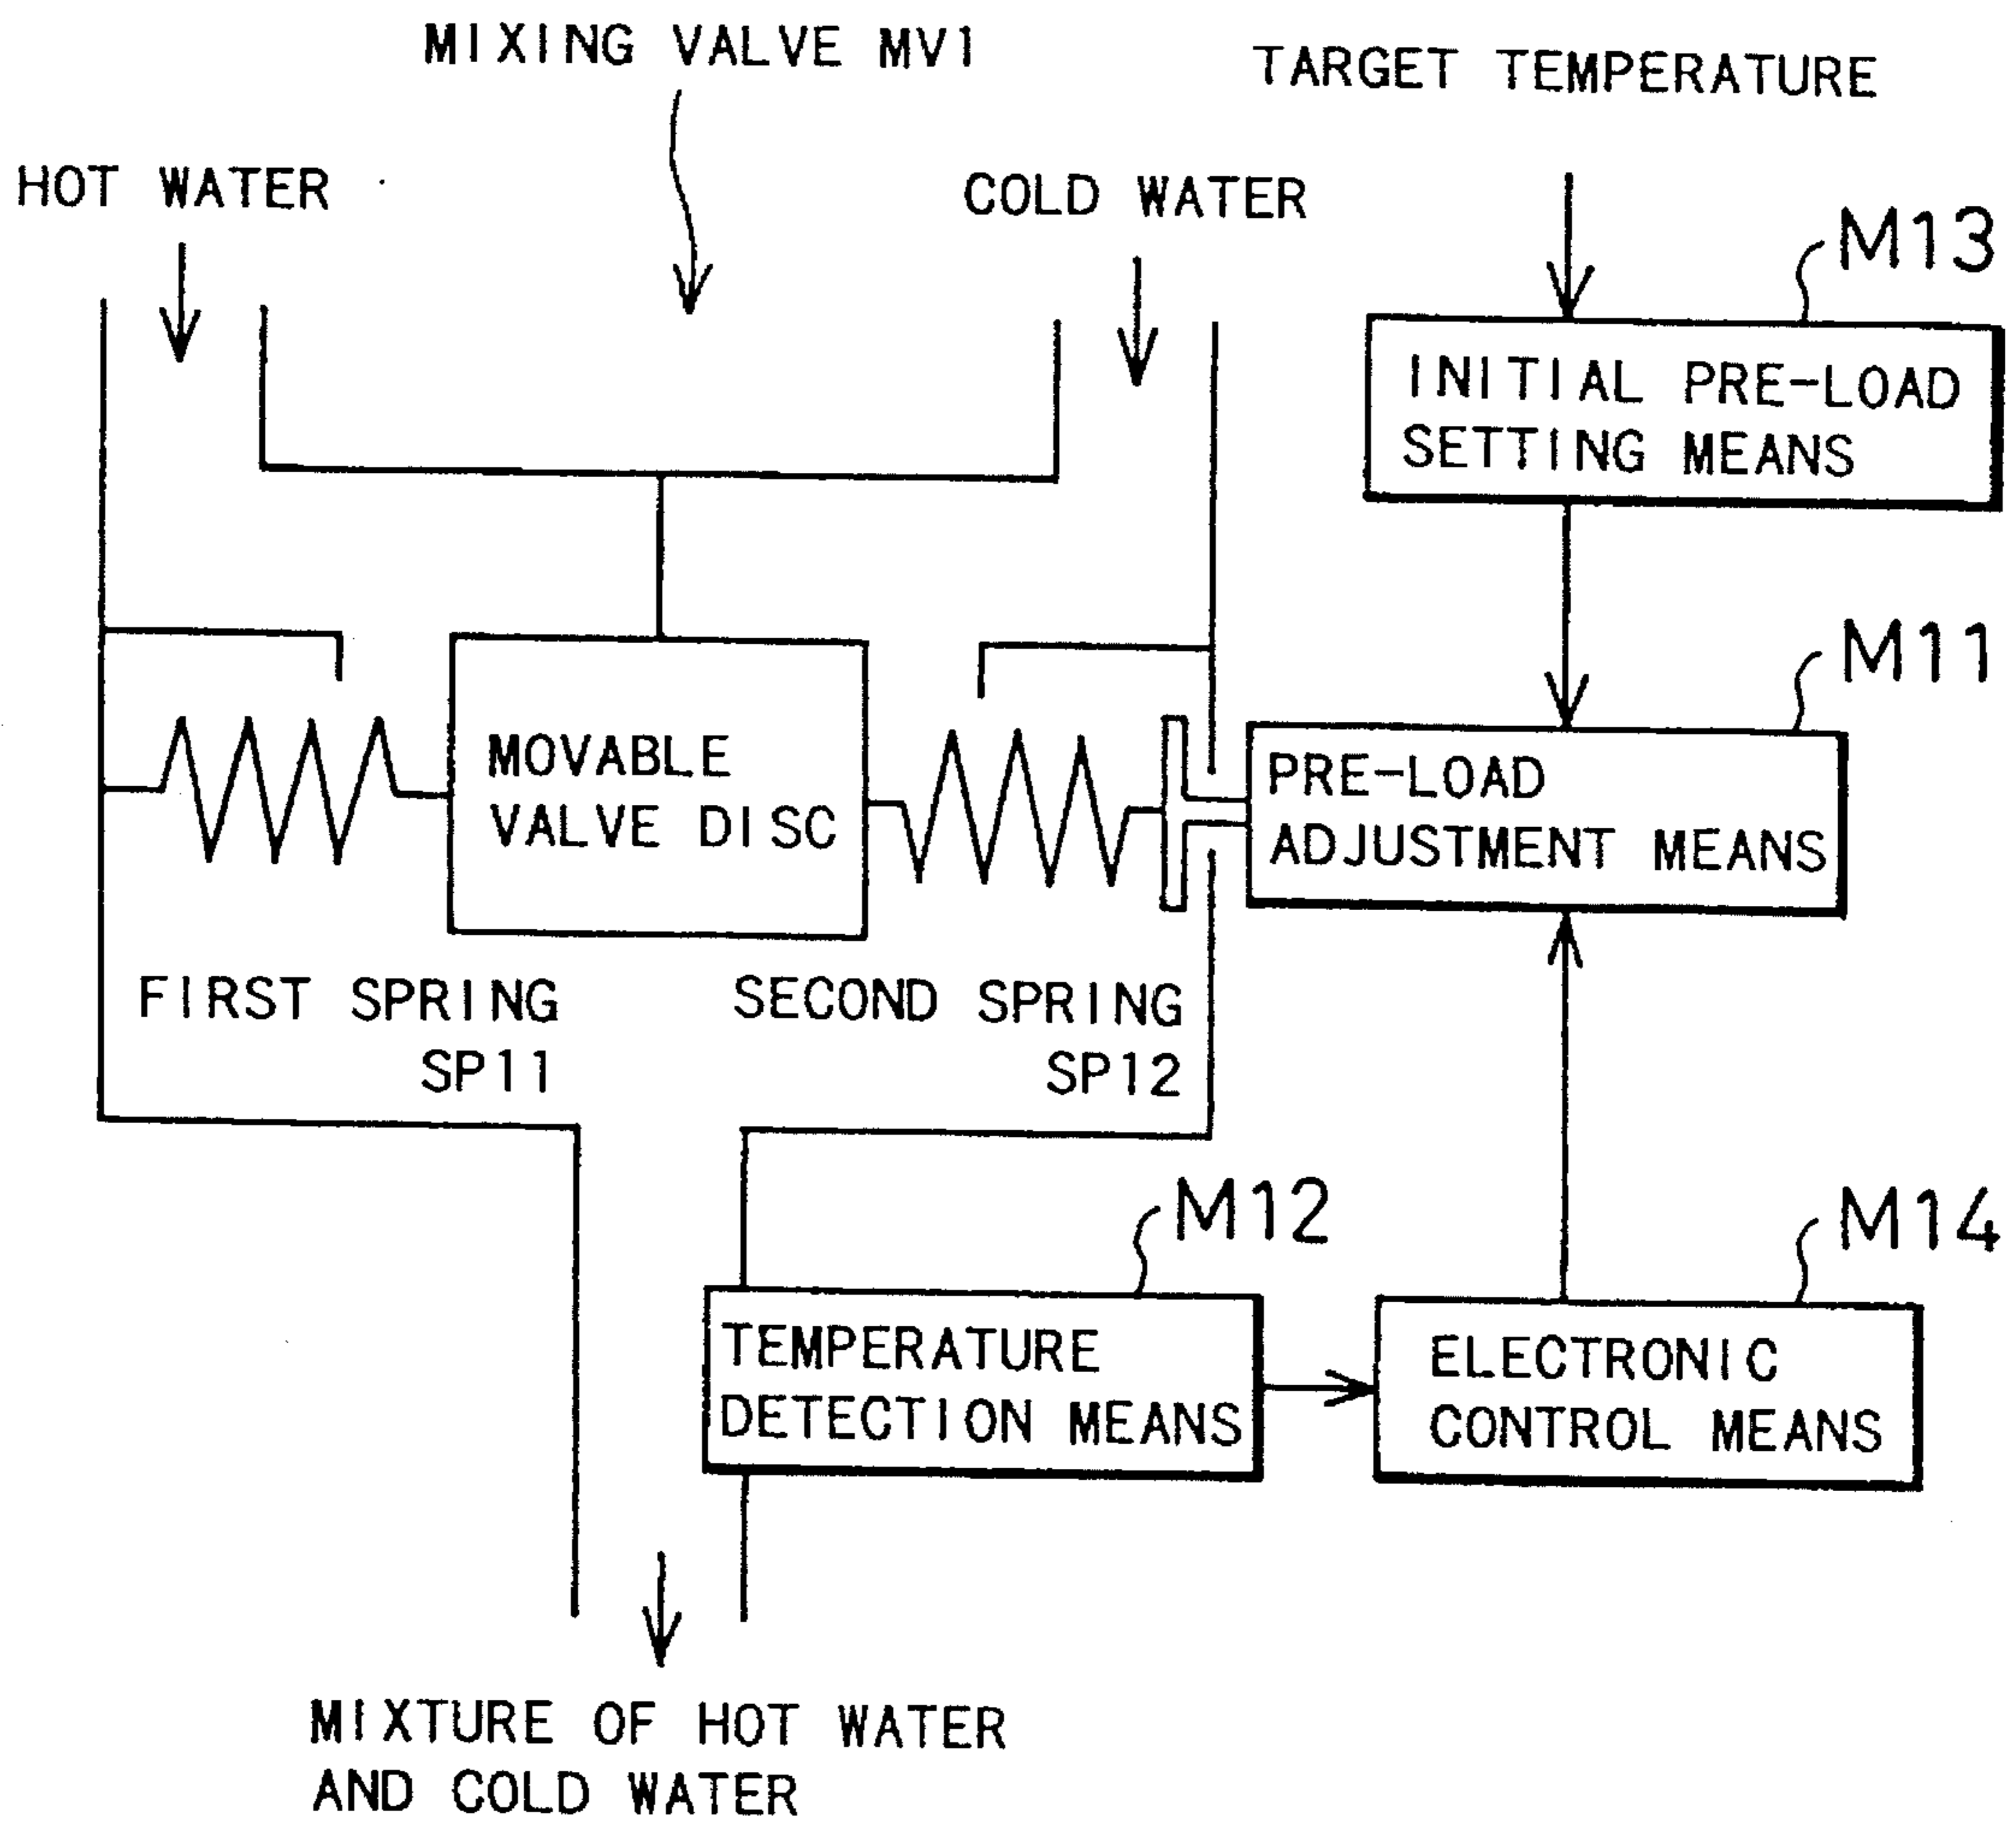 MIXING VALVE MV1
TARGET TEMPERATURE
HOT WATER
COLD WATER
M13
INITIAL PRE-LOAD
SETTING MEANS
M11
MOVABLE
VALVE DISC
PRE-LOAD
ADJUSTMENT MEANS
FIRST SPRING
SP11
SECOND SPRING
SP12
M12
M14
TEMPERATURE
DETECTION MEANS
ELECTRONIC
CONTROL MEANS
MIXTURE OF HOT WATER
AND COLD WATER